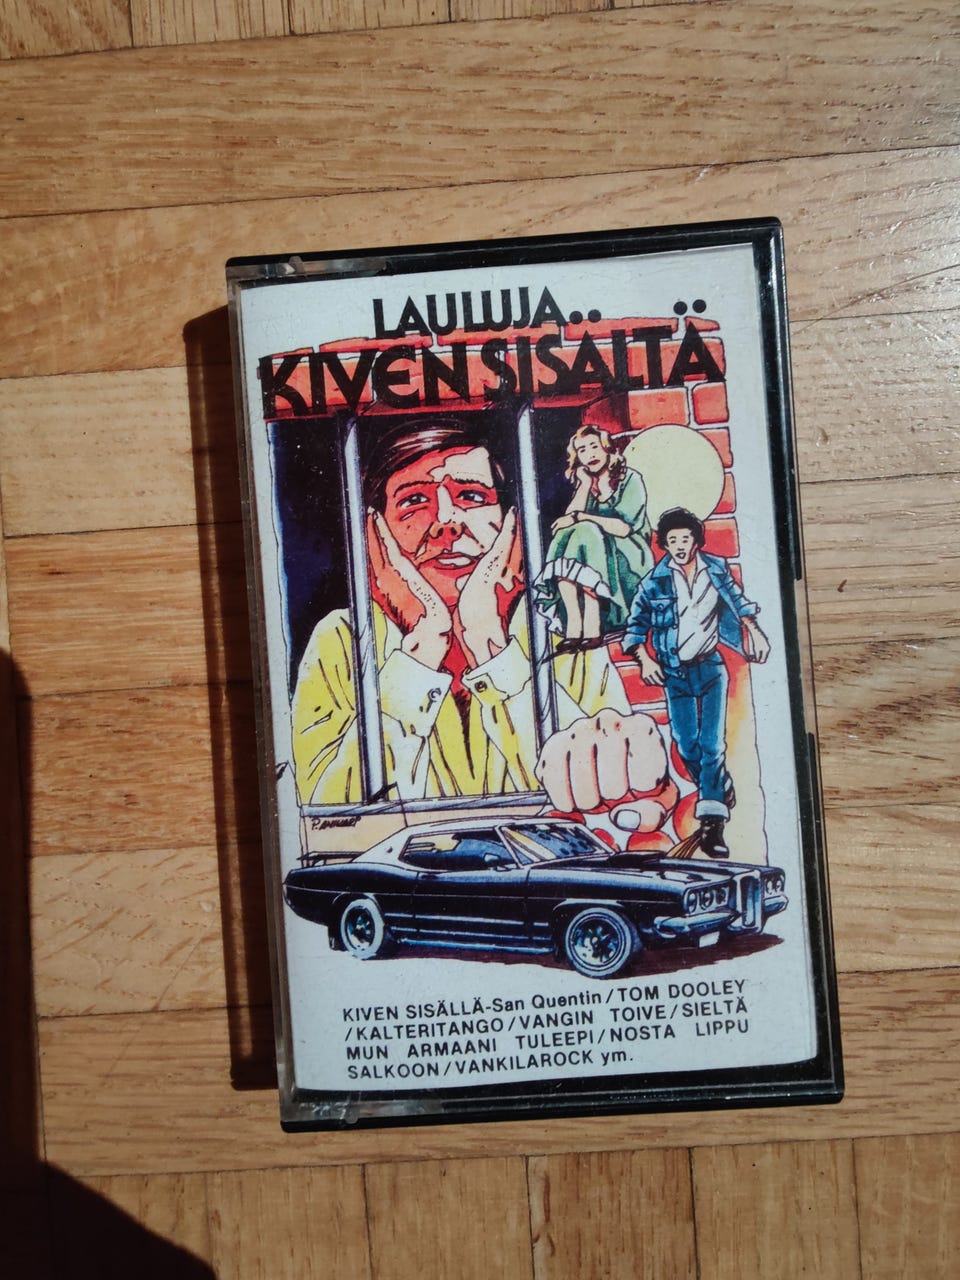 LAULUJA..
KIVEN SISÄLTÄ
KIVEN SISÄLLÄ-San Quentin/TOM DOOLEY
/KALTERITANGO/VANGIN TOIVE/SIELTÄ
MUN ARMAANI TULEEPI/NOSTA LIPPU
SALKOON/VANKILAROCK ym.